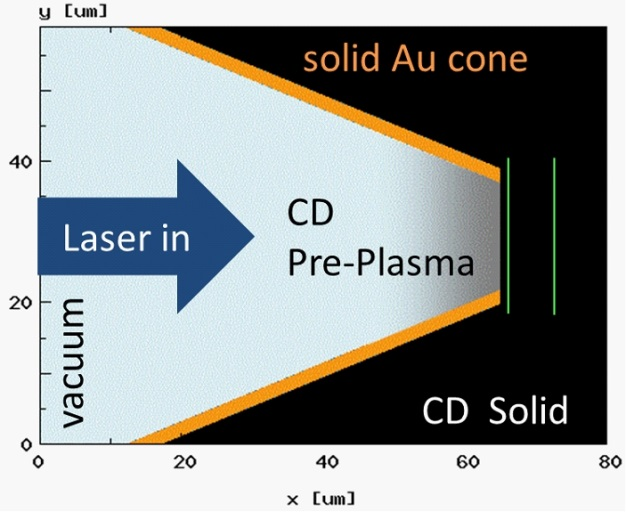 y [um]
solid Au cone
40
CD
Laser in
Pre-Plasma
20
vacuum
CD Solid
0
0 20 40 60 80
x [um]